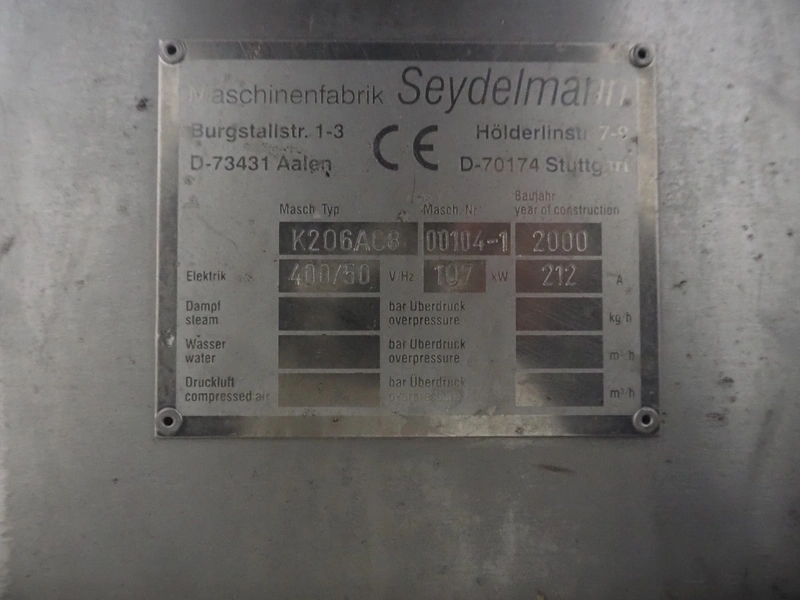 Maschinenfabrik Seydelmann
Burgstallstr. 1-3 CE Hölderlinstr. 7-9
D-73431 Aalen D-70174 Stuttgart
Baujahr
Masch. Typ Masch. Nr year of construction
00104-1 2000
Elektrik 400/50 V/Hz 107 kW 212 A
Dampf bar Überdruck
steam overpressure kg/h
Wasser bar Überdruck
water overpressure m³/h
Druckluft bar Überdruck
compressed air overpressure m³/h